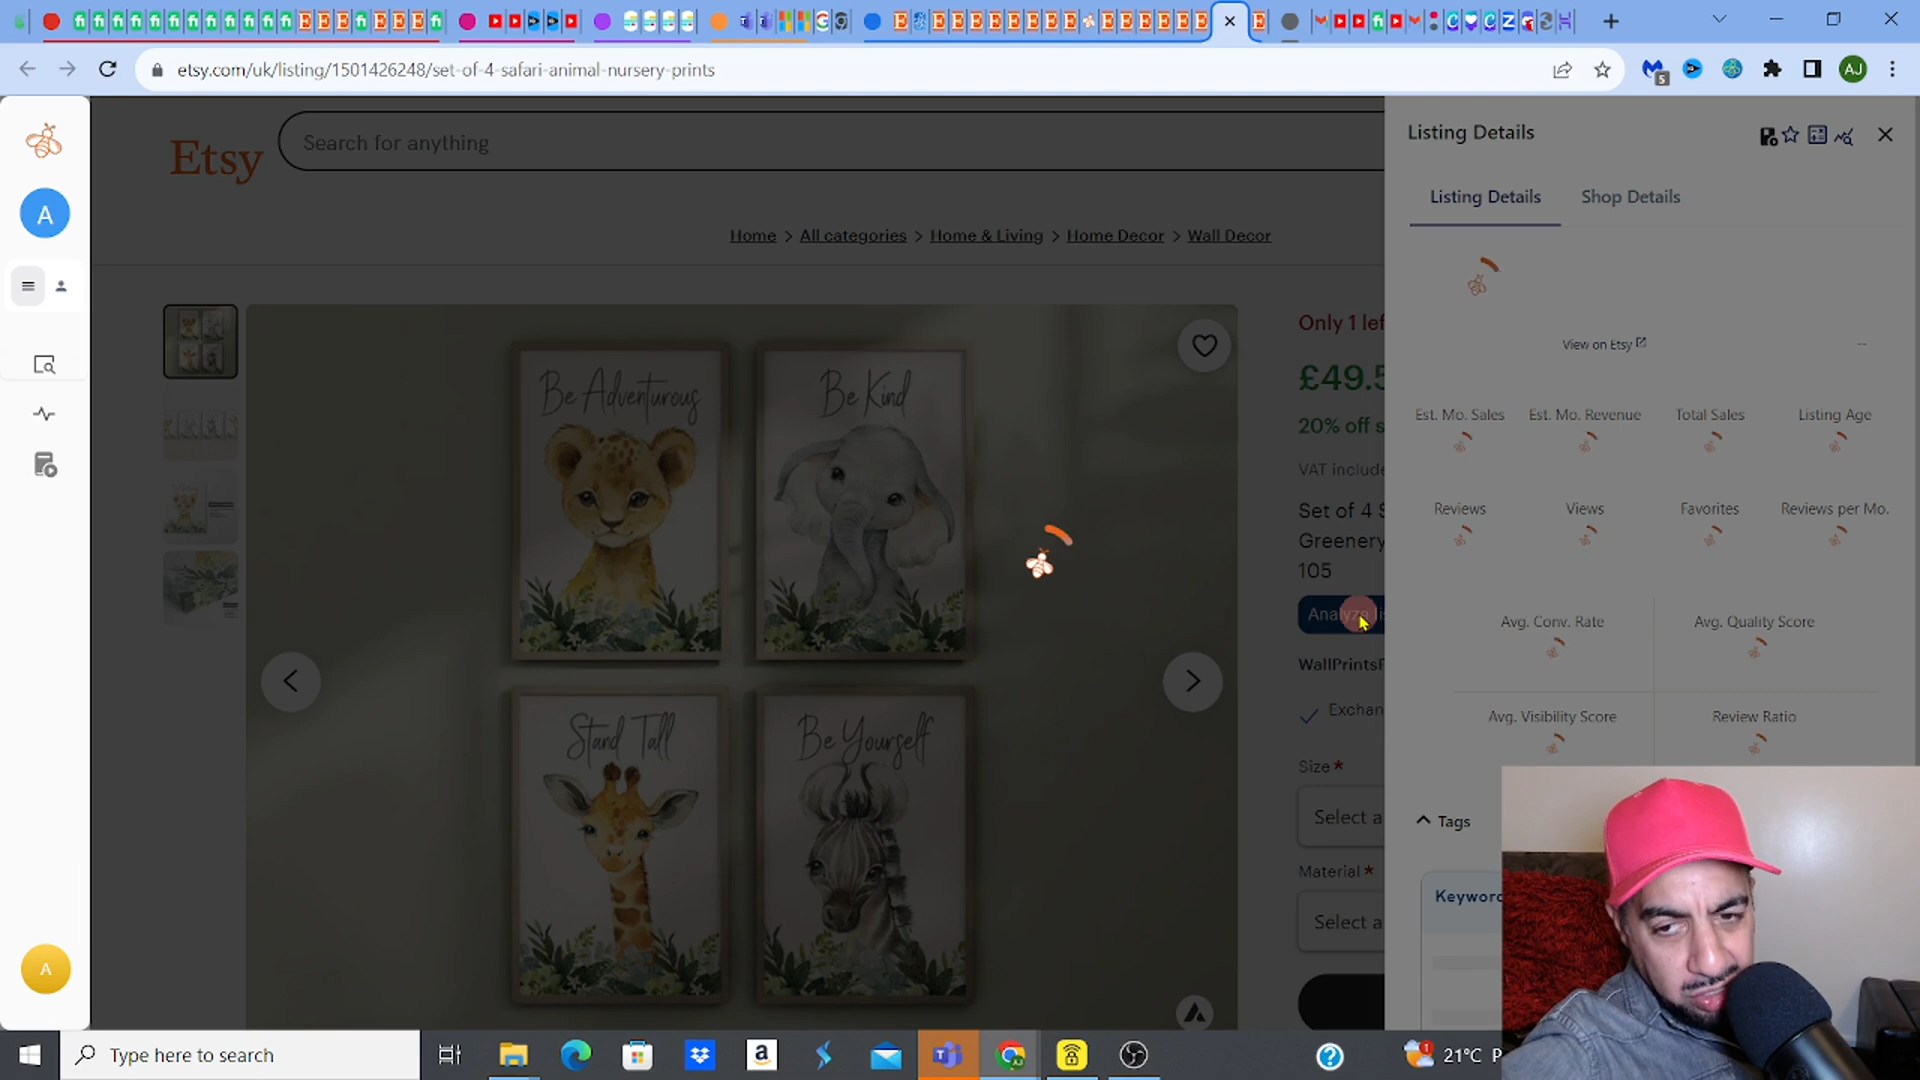 etsy.com/uk/listing/1501426248/set-of-4-safari-animal-nursery-prints
5
AJ
A
Etsy
Search for anything
Home > All categories > Home & Living > Home Decor > Wall Decor
Be Adventurous
Be Kind
Stand Tall
Be Yourself
Only 1 lef
£49.5
20% off s
VAT include
Set of 4 S
Greenery
105
Analyze lis
WallPrintsF
Exchan
Size *
Select a
Material *
Select a
Listing Details
Listing Details
Shop Details
View on Etsy
--
Est. Mo. Sales
Est. Mo. Revenue
Total Sales
Listing Age
Reviews
Views
Favorites
Reviews per Mo.
Avg. Conv. Rate
Avg. Quality Score
Avg. Visibility Score
Review Ratio
Tags
Keyword
A
Type here to search
21°C P